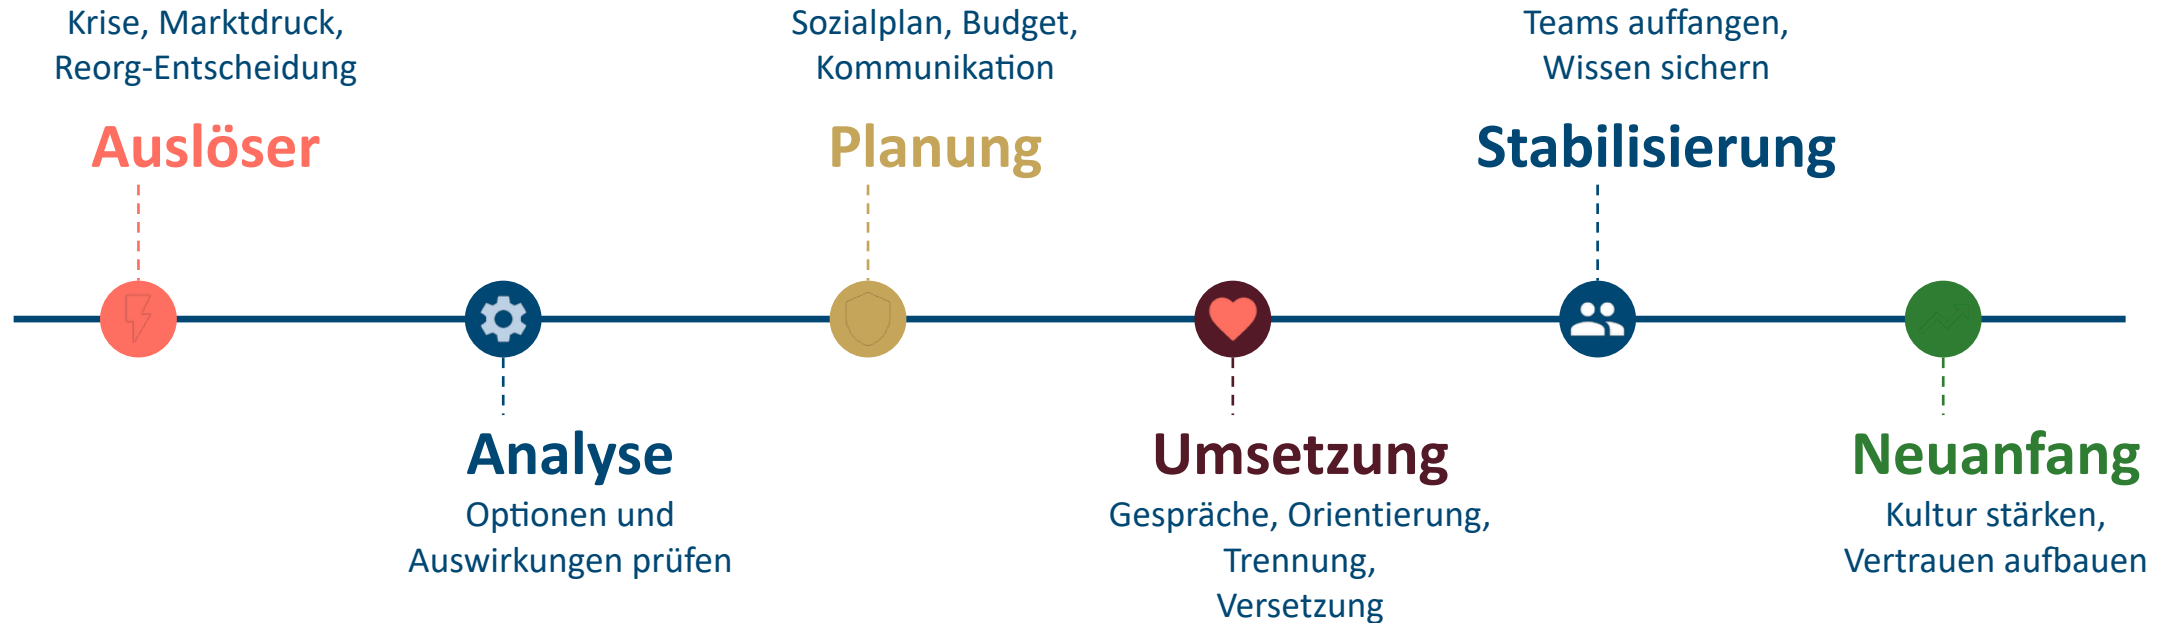 Krise, Marktdruck,
Reorg-Entscheidung
Auslöser
Analyse
Optionen und
Auswirkungen prüfen
Sozialplan, Budget,
Kommunikation
Planung
Umsetzung
Gespräche, Orientierung,
Trennung,
Versetzung
Teams auffangen,
Wissen sichern
Stabilisierung
Neuanfang
Kultur stärken,
Vertrauen aufbauen